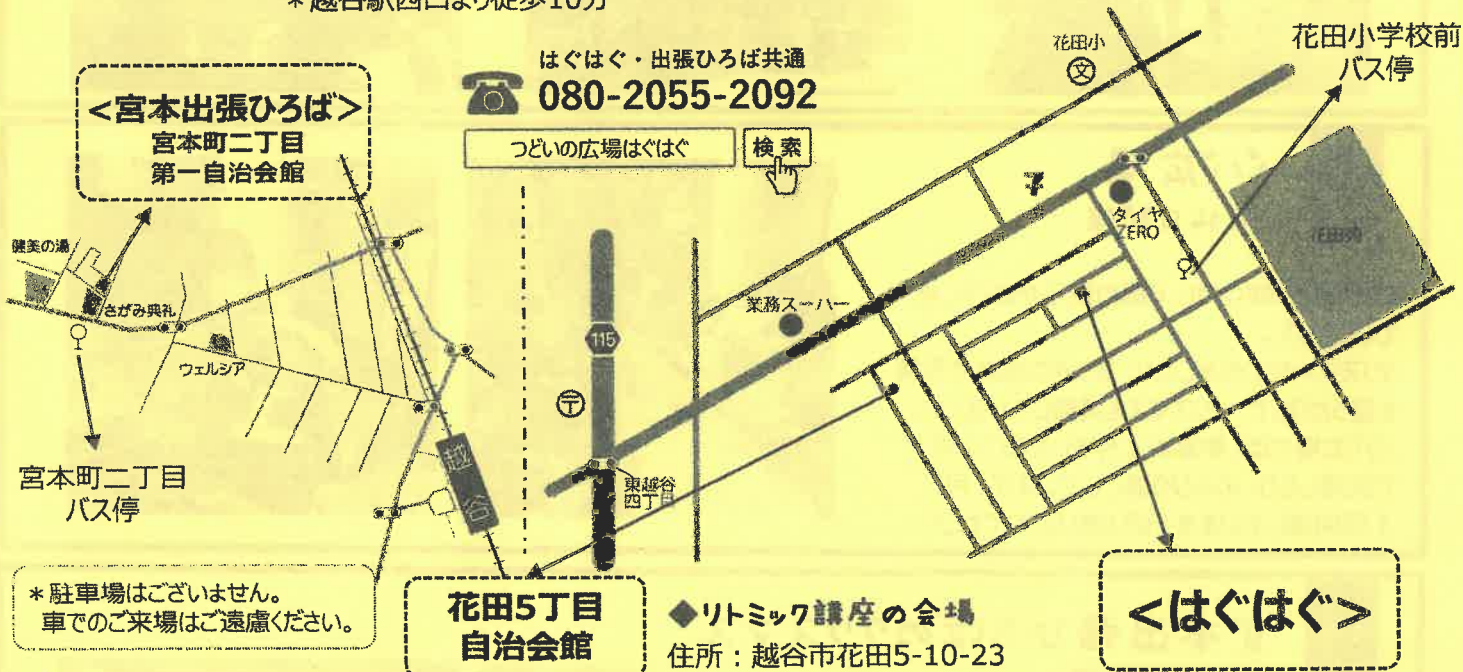 ＊越谷駅西口より徒歩10分
はぐはぐ・出張ひろば共通
080-2055-2092
つどいの広場はぐはぐ 検索
<宮本出張ひろば>
宮本町二丁目
第一自治会館
健美の湯
さがみ典礼
ウェルシア
宮本町二丁目
バス停
越谷
＊駐車場はございません。
車でのご来場はご遠慮ください。
花田小
文
花田小学校前
バス停
タイヤ
ZERO
花田苑
業務スーパー
115
〒
東越谷
四丁目
花田5丁目
自治会館
◆リトミック講座の会場
住所：越谷市花田5-10-23
<はぐはぐ>